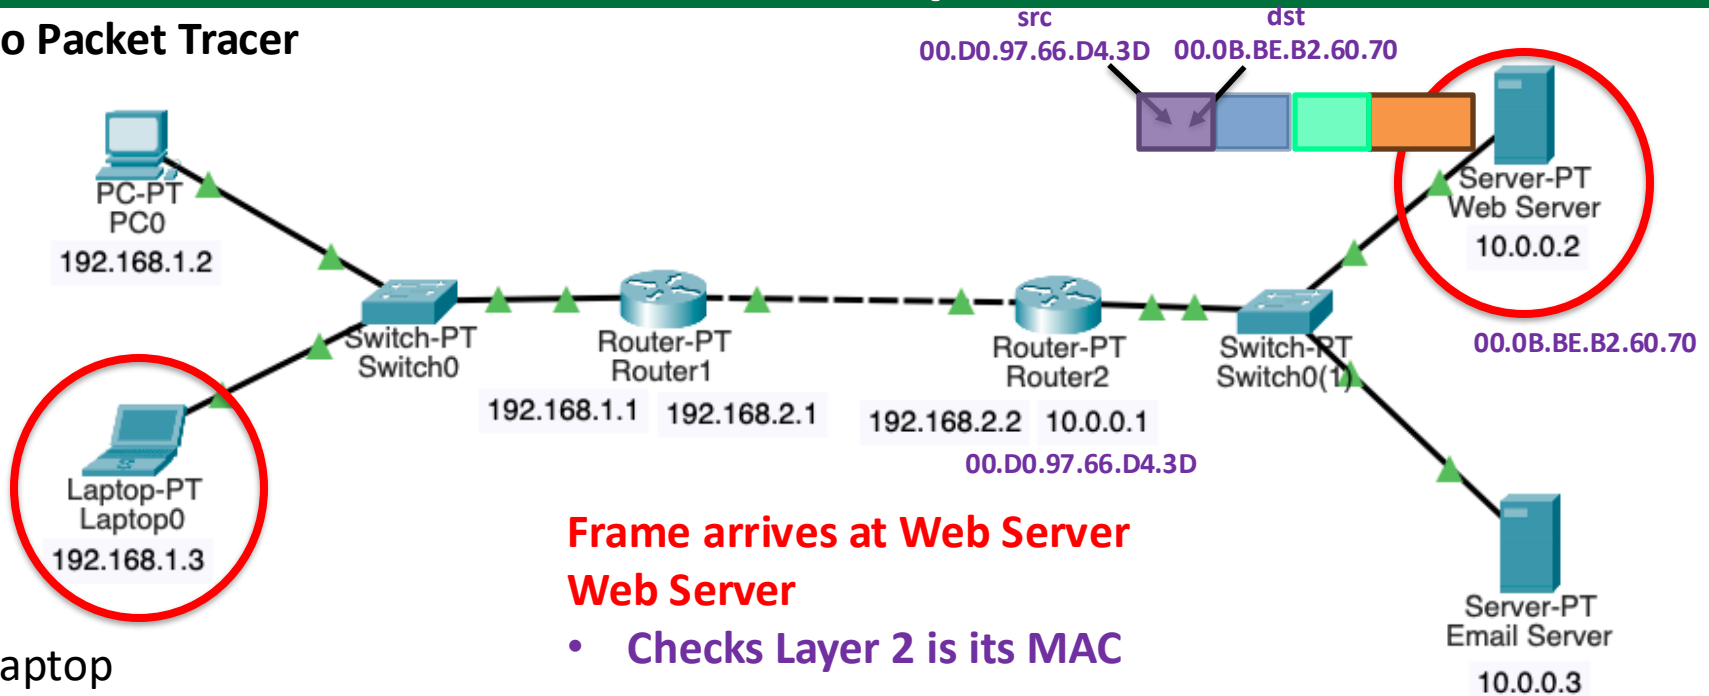 src dst
o Packet Tracer
00.D0.97.66.D4.3D 00.0B.BE.B2.60.70
PC-PT
PC0
192.168.1.2
Server-PT
Web Server
10.0.0.2
00.0B.BE.B2.60.70
Switch-PT
Switch0
Router-PT
Router1
192.168.1.1 192.168.2.1
Router-PT
Router2
192.168.2.2 10.0.0.1
00.D0.97.66.D4.3D
Switch-PT
Switch0(1)
Laptop-PT
Laptop0
192.168.1.3
Frame arrives at Web Server
Web Server
• Checks Layer 2 is its MAC
Server-PT
Email Server
10.0.0.3
aptop